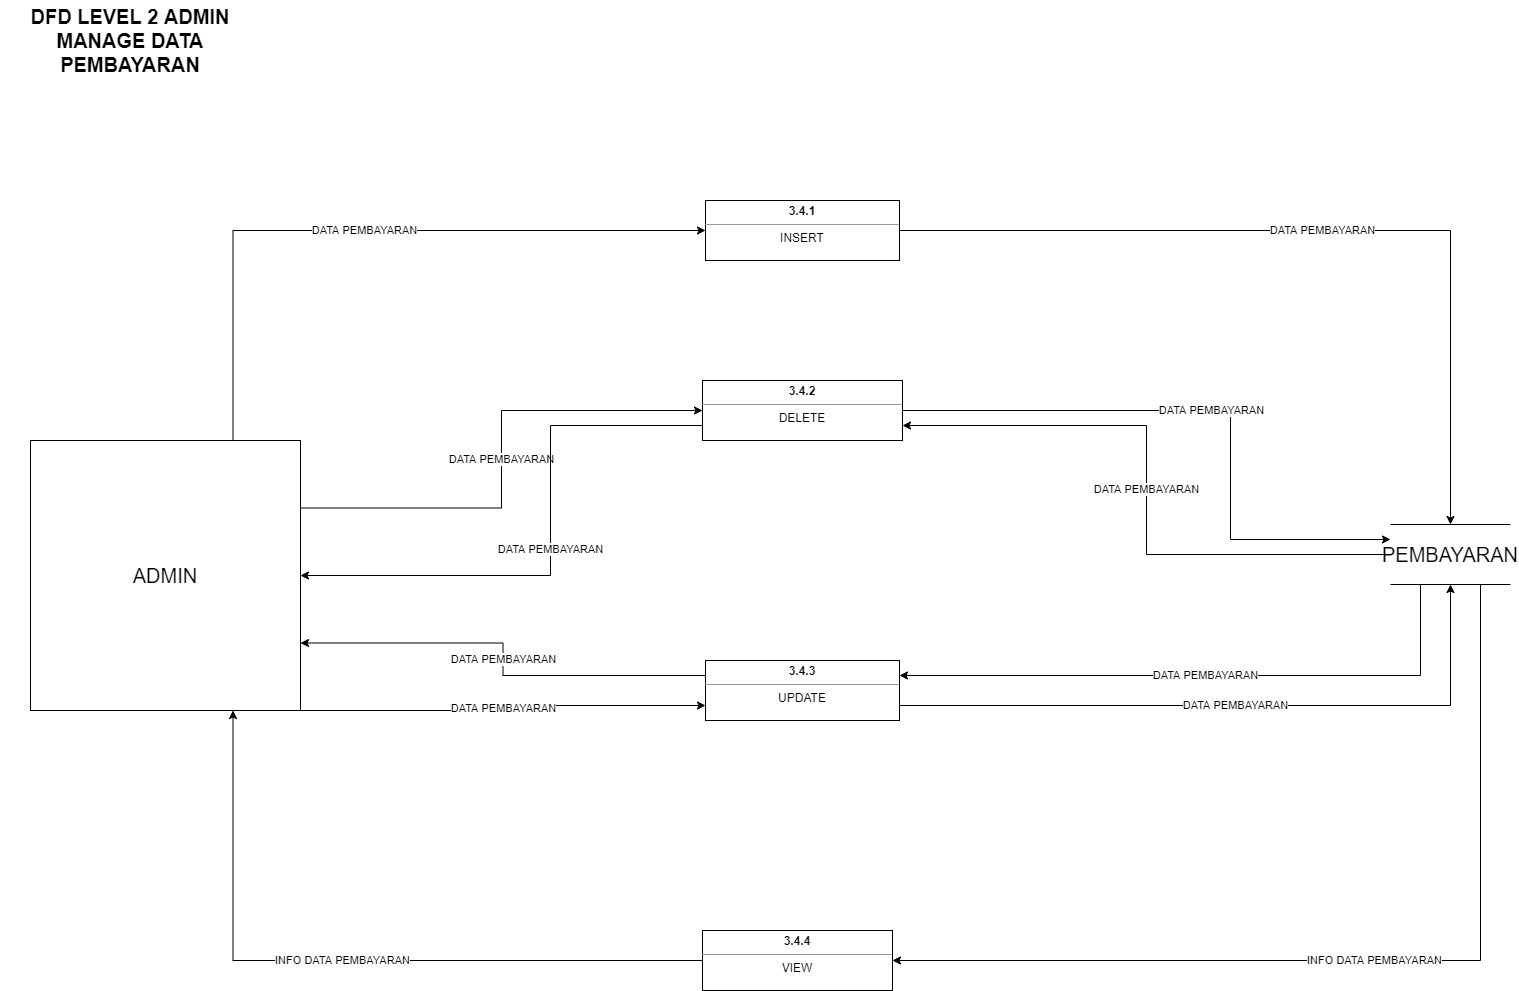 DFD LEVEL 2 ADMIN
MANAGE DATA
PEMBAYARAN
3.4.1
INSERT
DATA PEMBAYARAN
DATA PEMBAYARAN
3.4.2
DELETE
DATA PEMBAYARAN
DATA PEMBAYARAN
DATA PEMBAYARAN
DATA PEMBAYARAN
PEMBAYARAN
ADMIN
DATA PEMBAYARAN
3.4.3
UPDATE
DATA PEMBAYARAN
DATA PEMBAYARAN
DATA PEMBAYARAN
3.4.4
VIEW
INFO DATA PEMBAYARAN
INFO DATA PEMBAYARAN